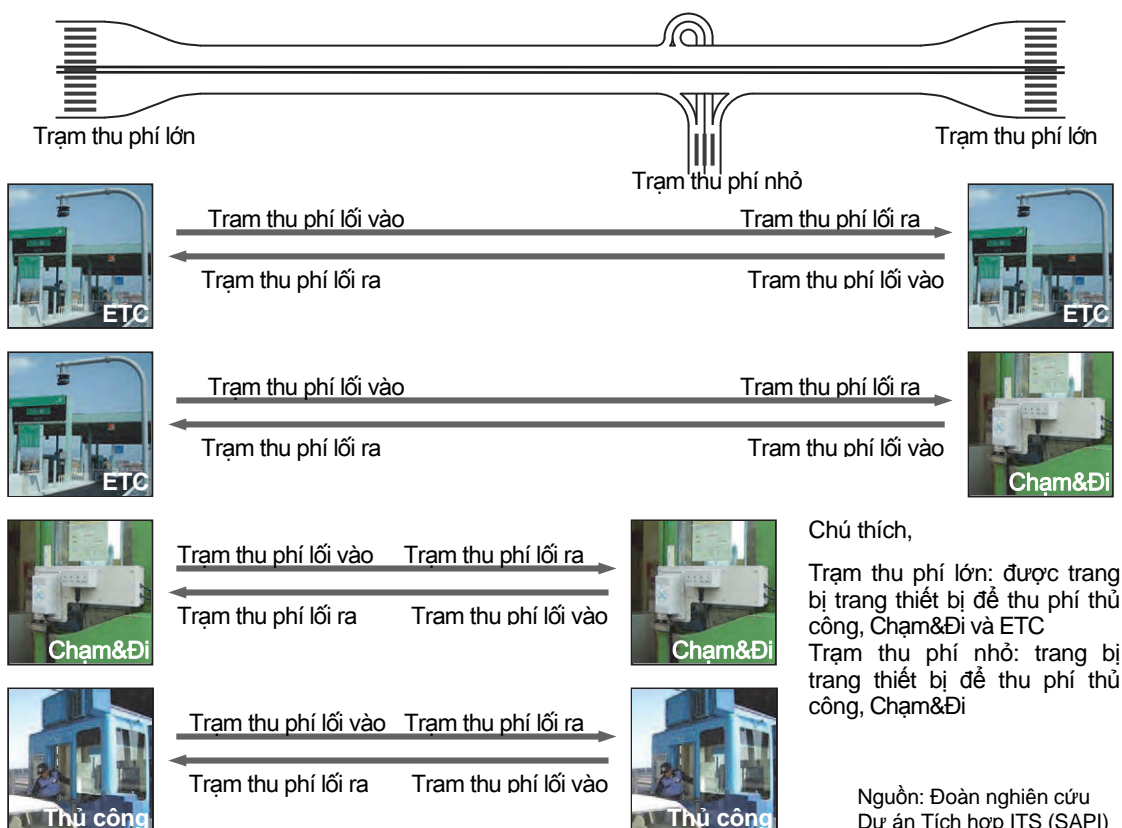 Trạm thu phí lớn
Trạm thu phí lớn
Trạm thu phí nhỏ
Trạm thu phí lối vào
Trạm thu phí lối ra
Trạm thu phí lối ra
Trạm thu phí lối vào
ETC
ETC
Trạm thu phí lối vào
Trạm thu phí lối ra
Trạm thu phí lối ra
Trạm thu phí lối vào
ETC
Chạm&Đi
Trạm thu phí lối vào
Trạm thu phí lối ra
Trạm thu phí lối ra
Trạm thu phí lối vào
Chạm&Đi
Chạm&Đi
Chú thích,
Trạm thu phí lớn: được trang
bị trang thiết bị để thu phí thủ
công, Chạm&Đi và ETC
Trạm thu phí nhỏ: trang bị
trang thiết bị để thu phí thủ
công, Chạm&Đi
Trạm thu phí lối vào
Trạm thu phí lối ra
Trạm thu phí lối ra
Trạm thu phí lối vào
Thủ công
Thủ công
Nguồn: Đoàn nghiên cứu
Dự án Tích hợp ITS (SAPI)